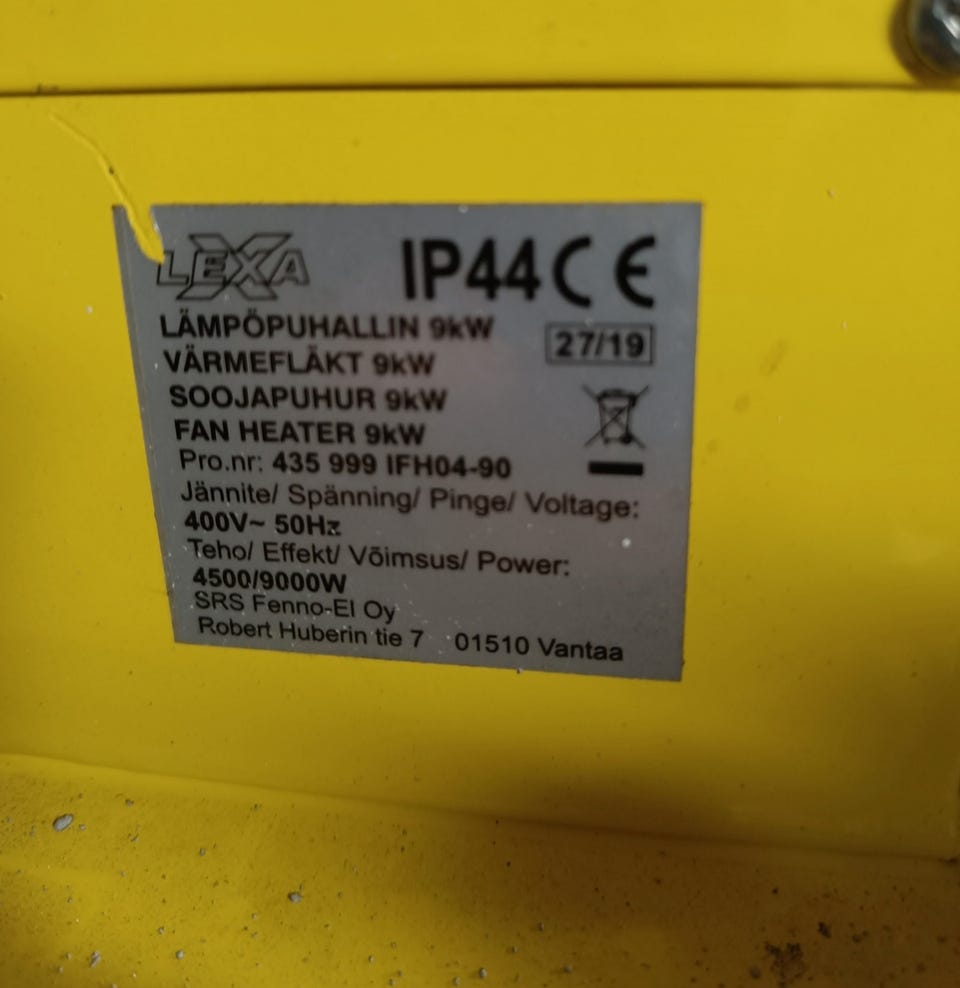 LEXA IP44 CE
LÄMPÖPUHALLIN 9kW
27/19
VÄRMEFLÄKT 9kW
SOOJAPUHUR 9kW
FAN HEATER 9kW
Pro.nr: 435 999 IFH04-90
Jännite/ Spänning/ Pinge/ Voltage:
400V~ 50Hz
Teho/ Effekt/ Võimsus/ Power:
4500/9000W
SRS Fenno-El Oy
Robert Huberin tie 7 01510 Vantaa